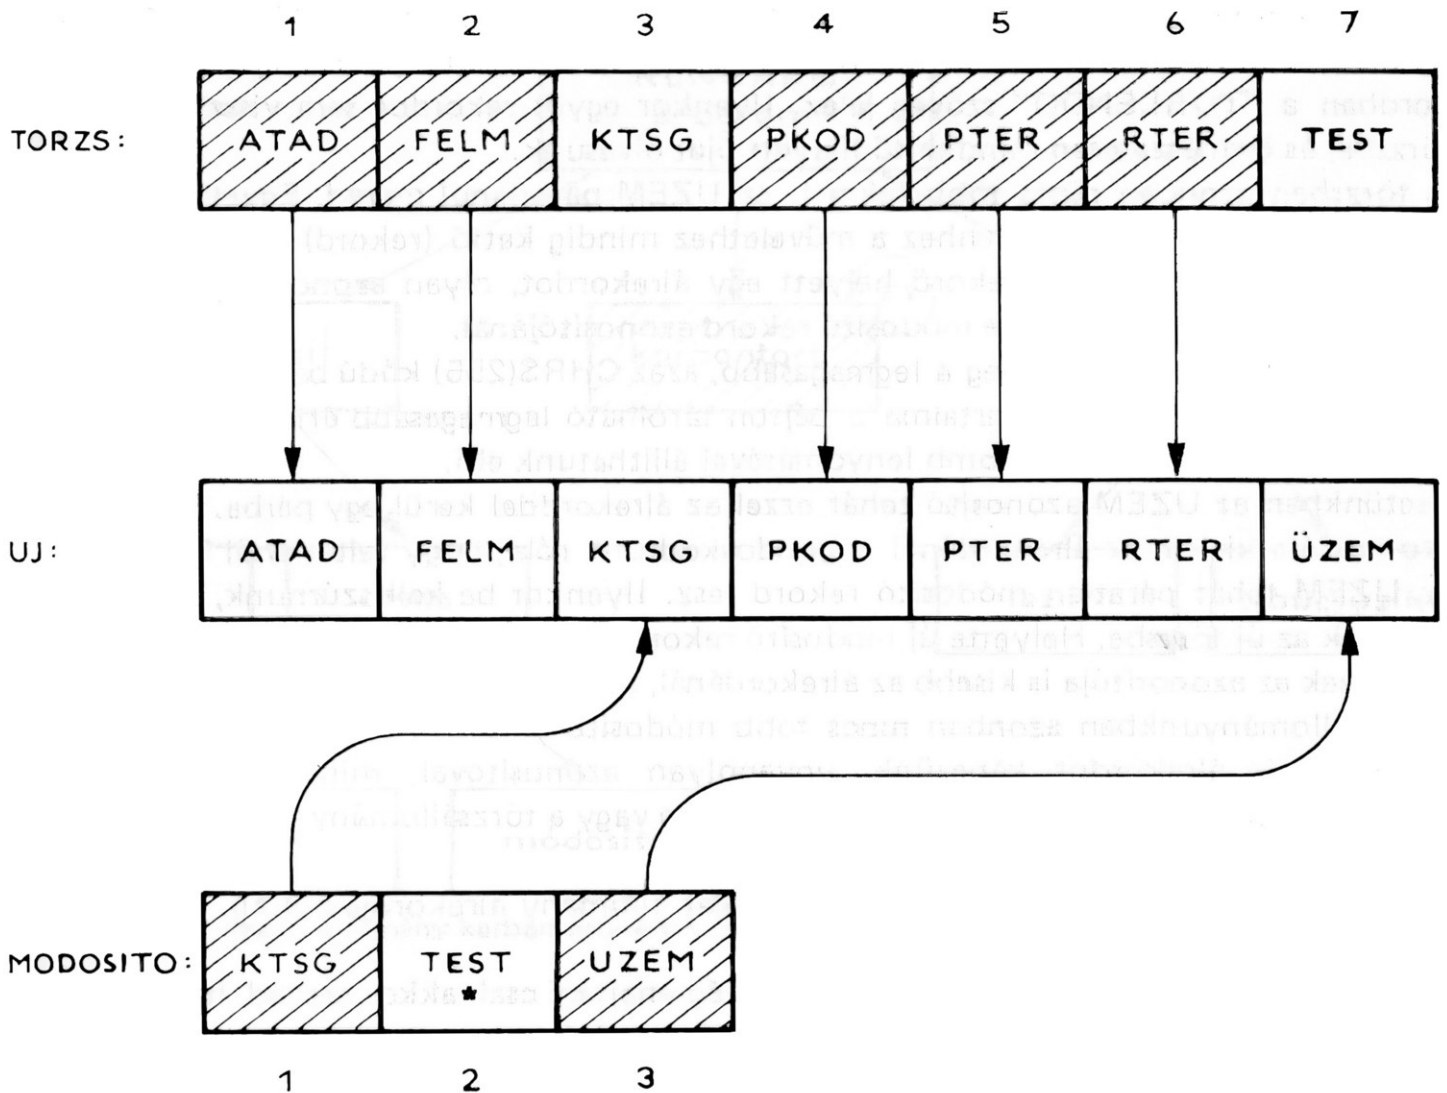 1 2 3 4 5 6 7
TÖRZS: ATAD FELM KTSG PKOD PTER RTER TEST
UJ: ATAD FELM KTSG PKOD PTER RTER ÜZEM
MODOSITO: KTSG TEST UZEM
*
1 2 3